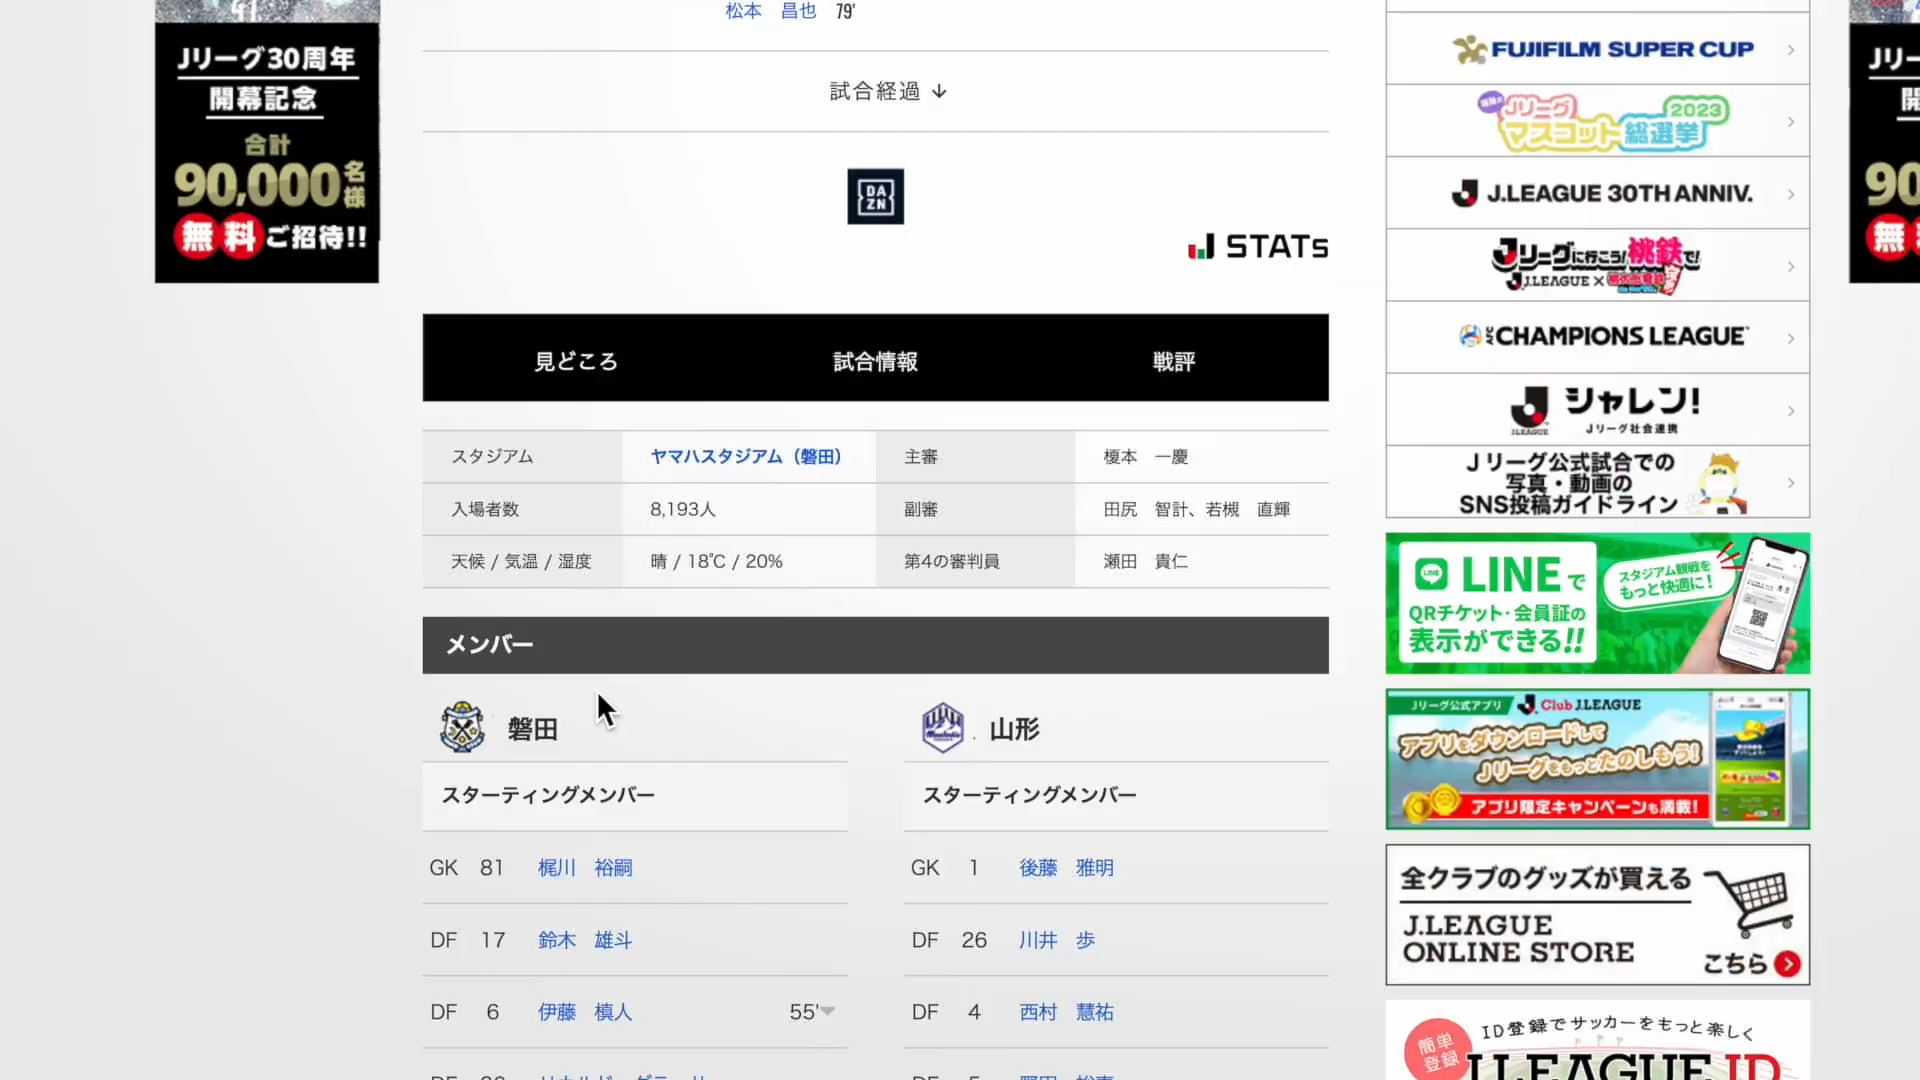 松本 昌也 79'
試合経過 ↓
DAZN
STATs
見どころ 試合情報 戦評
スタジアム ヤマハスタジアム（磐田） 主審 榎本 一慶
入場者数 8,193人 副審 田尻 智計、若槻 直輝
天候 / 気温 / 湿度 晴 / 18℃ / 20% 第4の審判員 瀬田 貴仁
メンバー
磐田
山形
スターティングメンバー
スターティングメンバー
GK 81 梶川 裕嗣
GK 1 後藤 雅明
DF 17 鈴木 雄斗
DF 26 川井 歩
DF 6 伊藤 槙人 55'
DF 4 西村 慧祐
Jリーグ30周年
開幕記念
合計
90,000名様
無料ご招待!!
FUJIFILM SUPER CUP
Jリーグ
マスコット総選挙
2023
J.LEAGUE 30TH ANNIV.
Jリーグに行こう!桃鉄で!
J.LEAGUE ×
AFC CHAMPIONS LEAGUE
J.LEAGUE
シャレン!
Jリーグ社会連携
Jリーグ公式試合での
写真・動画の
SNS投稿ガイドライン
LINE
LINEで
QRチケット・会員証の
表示ができる!!
スタジアム観戦を
もっと快適に!
Jリーグ公式アプリ
Club J.LEAGUE
アプリをダウンロードして
Jリーグをもっとたのしもう!
アプリ限定キャンペーンも満載!
全クラブのグッズが買える
J.LEAGUE
ONLINE STORE
こちら
簡単
登録
ID登録でサッカーをもっと楽しく
J.LEAGUE ID